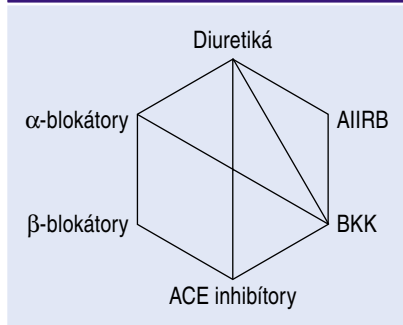 Diuretiká
α-blokátory
AIIRB
β-blokátory
BKK
ACE inhibítory